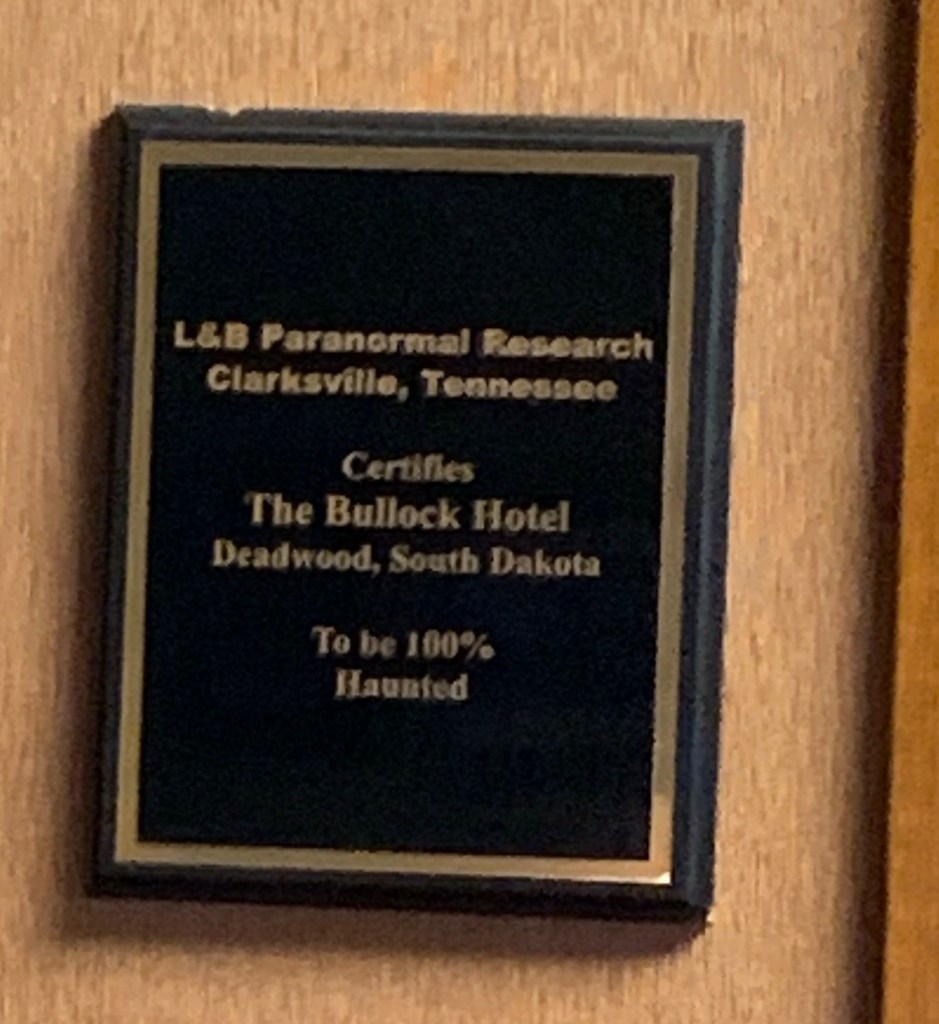 L&B Paranormal Research
Clarksville, Tennessee
Certifies
The Bullock Hotel
Deadwood, South Dakota
To be 100%
Haunted